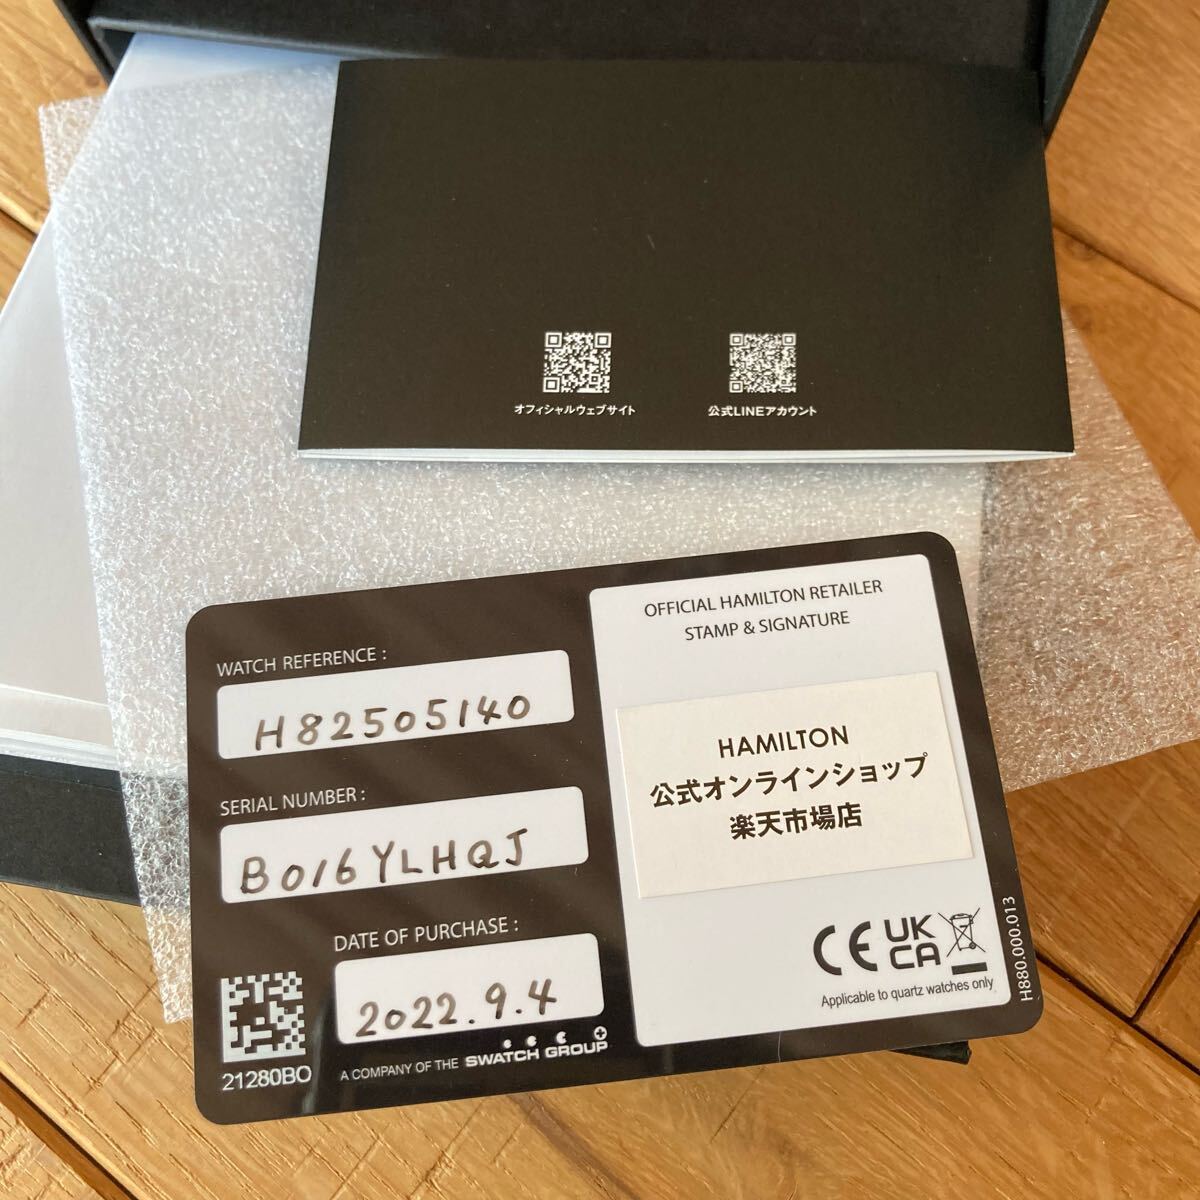 オフィシャルウェブサイト
公式LINEアカウント
OFFICIAL HAMILTON RETAILER
STAMP & SIGNATURE
WATCH REFERENCE :
H82505140
SERIAL NUMBER :
B016YLHQJ
DATE OF PURCHASE :
2022.9.4
21280BO
A COMPANY OF THE SWATCH GROUP
HAMILTON
公式オンラインショップ
楽天市場店
CE UK
CA
Applicable to quartz watches only
H880.000.013